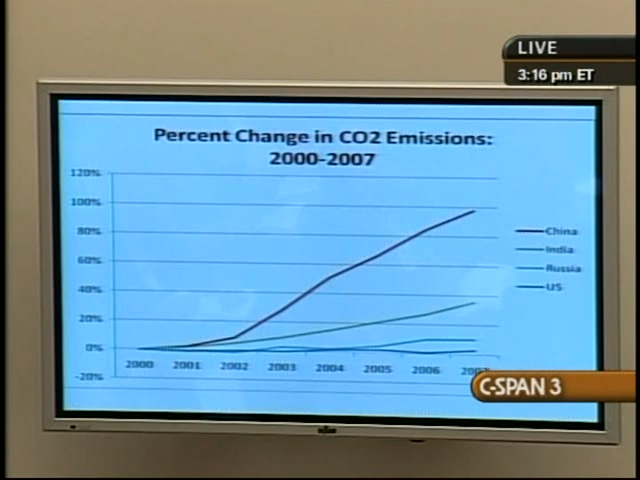 LIVE
3:16 pm ET
Percent Change in CO2 Emissions:
2000-2007
120%
100%
80%
60%
40%
20%
0%
-20%
2000 2001 2002 2003 2004 2005 2006
China
India
Russia
US
C-SPAN 3